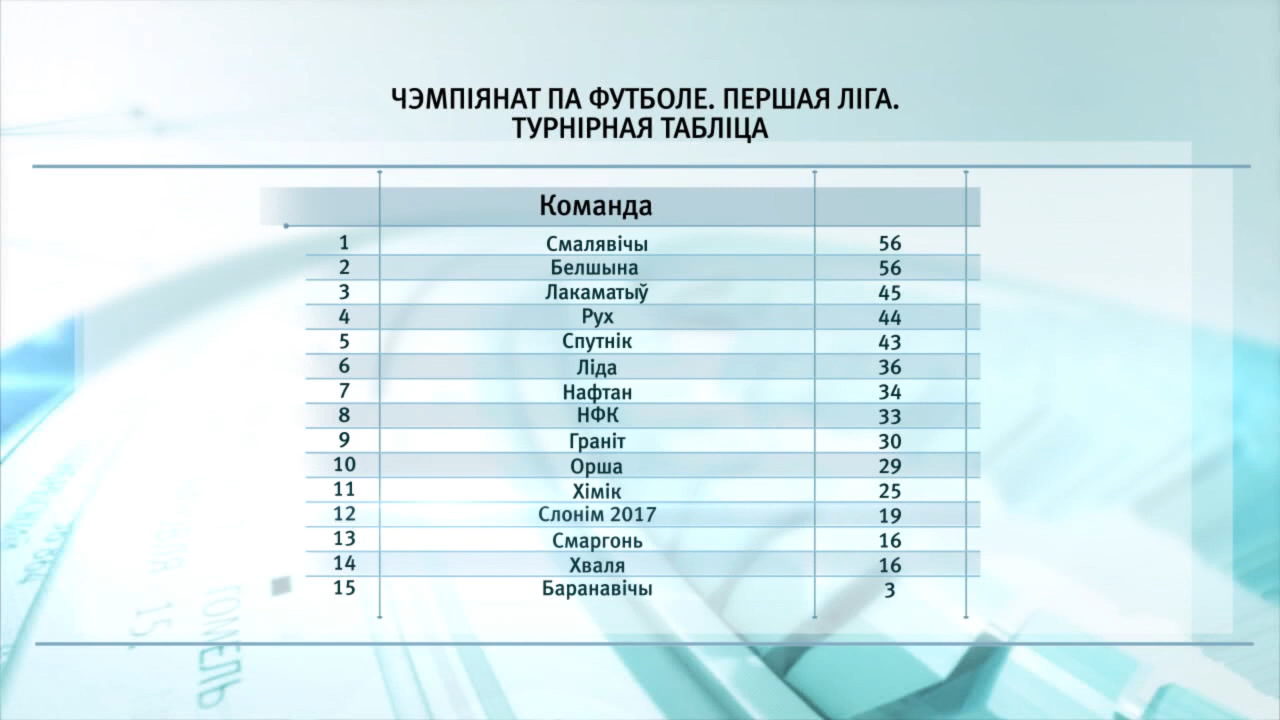 ЧЭМПІЯНАТ ПА ФУТБОЛЕ. ПЕРШАЯ ЛІГА.
ТУРНІРНАЯ ТАБЛІЦА
Команда
1 Смалявічы 56
2 Белшына 56
3 Лакаматыў 45
4 Рух 44
5 Спутнік 43
6 Ліда 36
7 Нафтан 34
8 НФК 33
9 Граніт 30
10 Орша 29
11 Хімік 25
12 Слонім 2017 19
13 Смаргонь 16
14 Хваля 16
15 Баранавічы 3
ГОМЕЛЬ